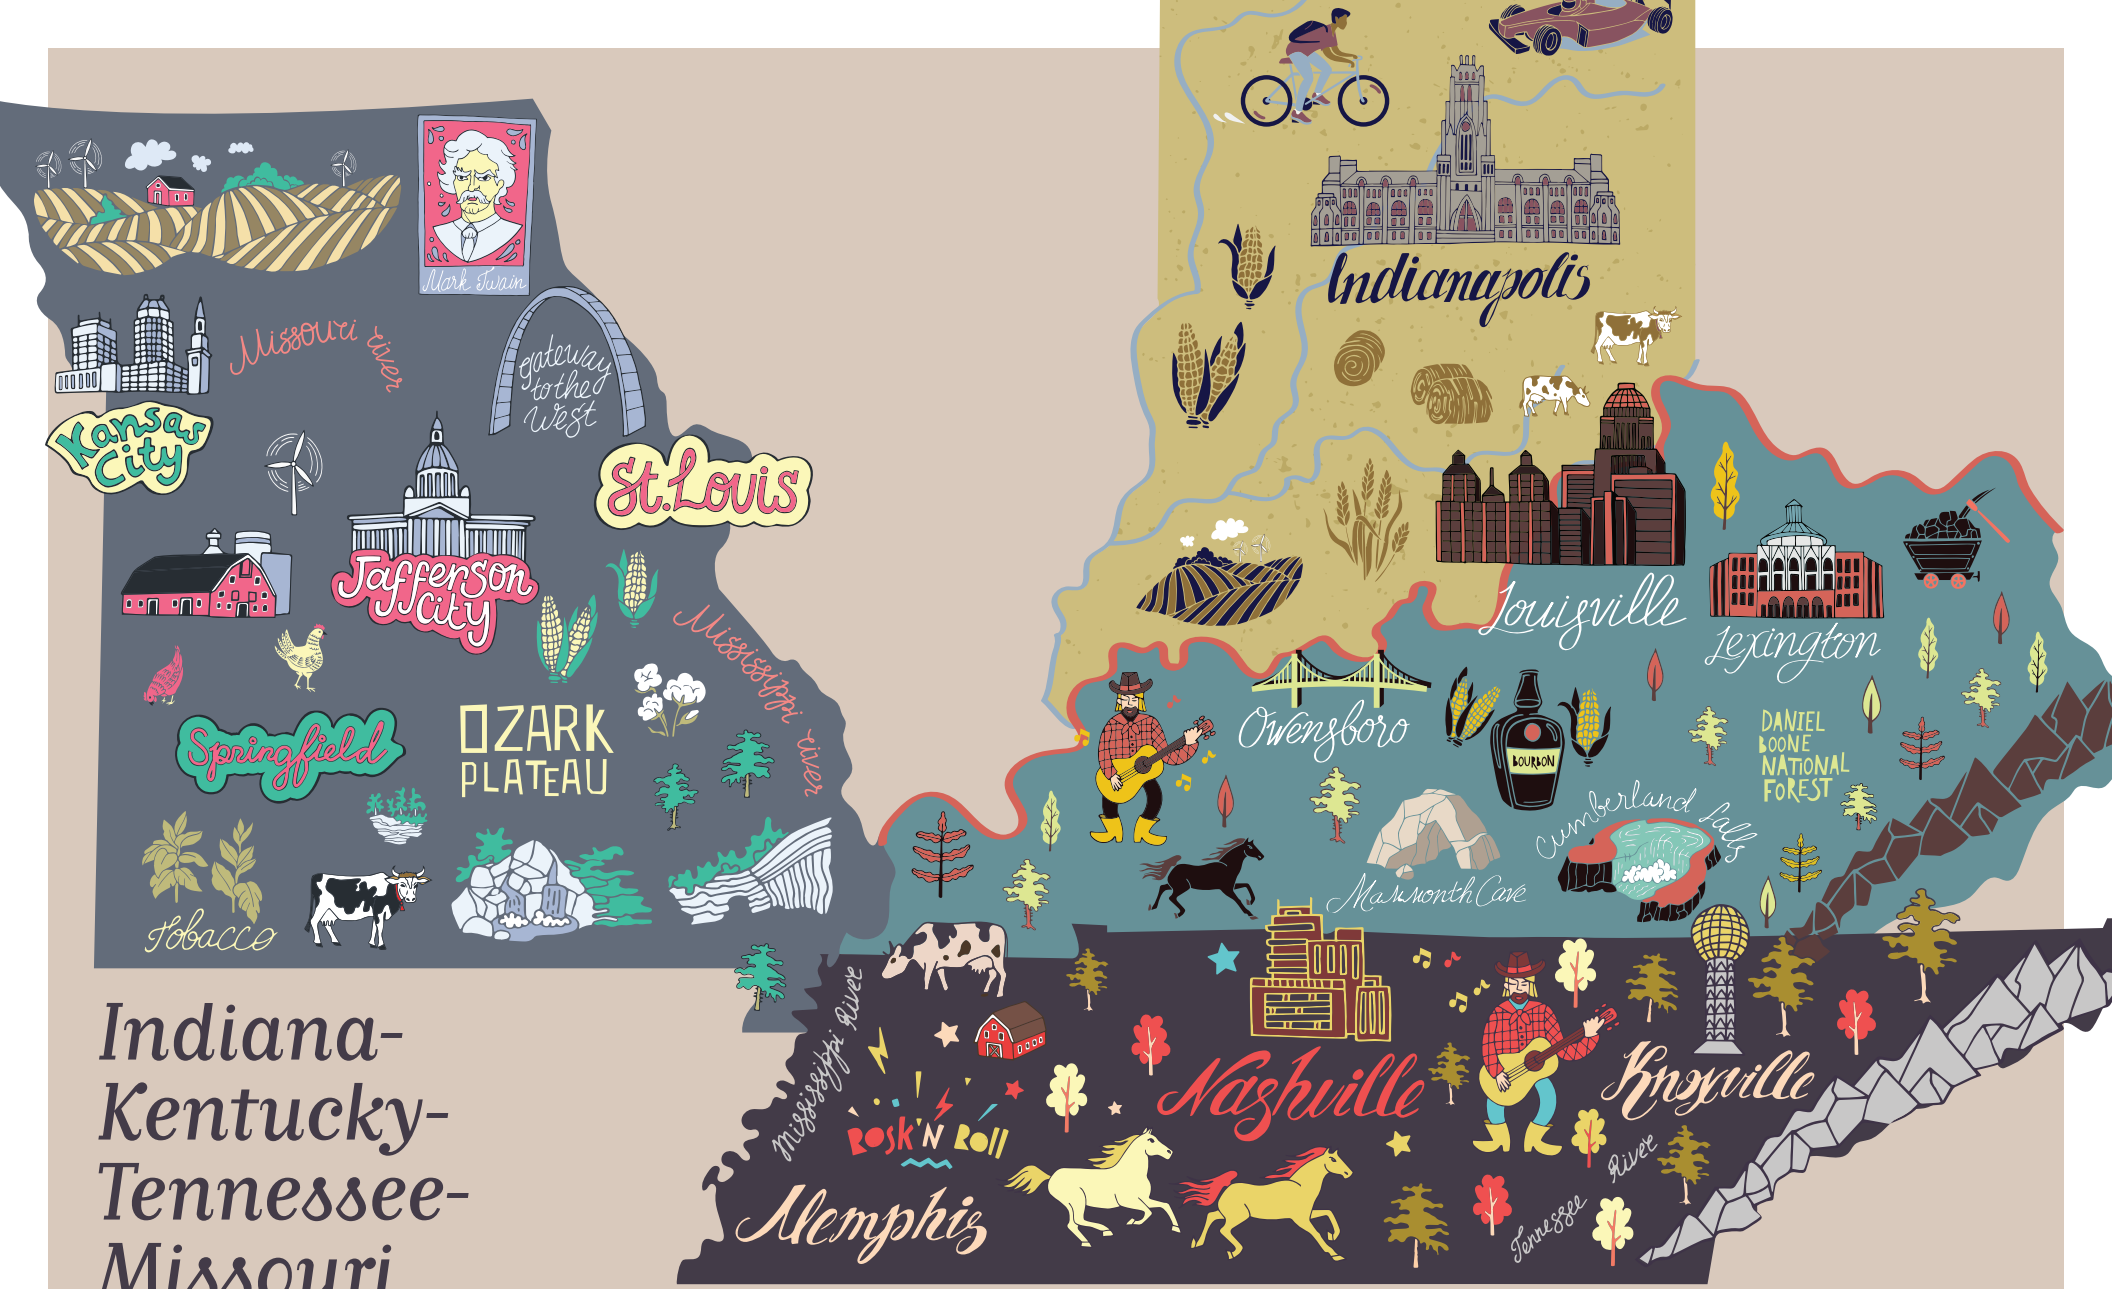 Mark Twain
Indianapolis
Missouri river
gateway
to the
West
Kansas
City
St. Louis
Jafferson
City
Louisville
Lexington
Mississippi river
Owensboro
Springfield
OZARK
PLATEAU
BOURBON
DANIEL
BOONE
NATIONAL
FOREST
Cumberland Falls
Mammonth Cave
Tobacco
Mississippi River
Nashville
Knoxville
ROSK'N ROll
Memphis
Tennessee River
Indiana-
Kentucky-
Tennessee-
Missouri